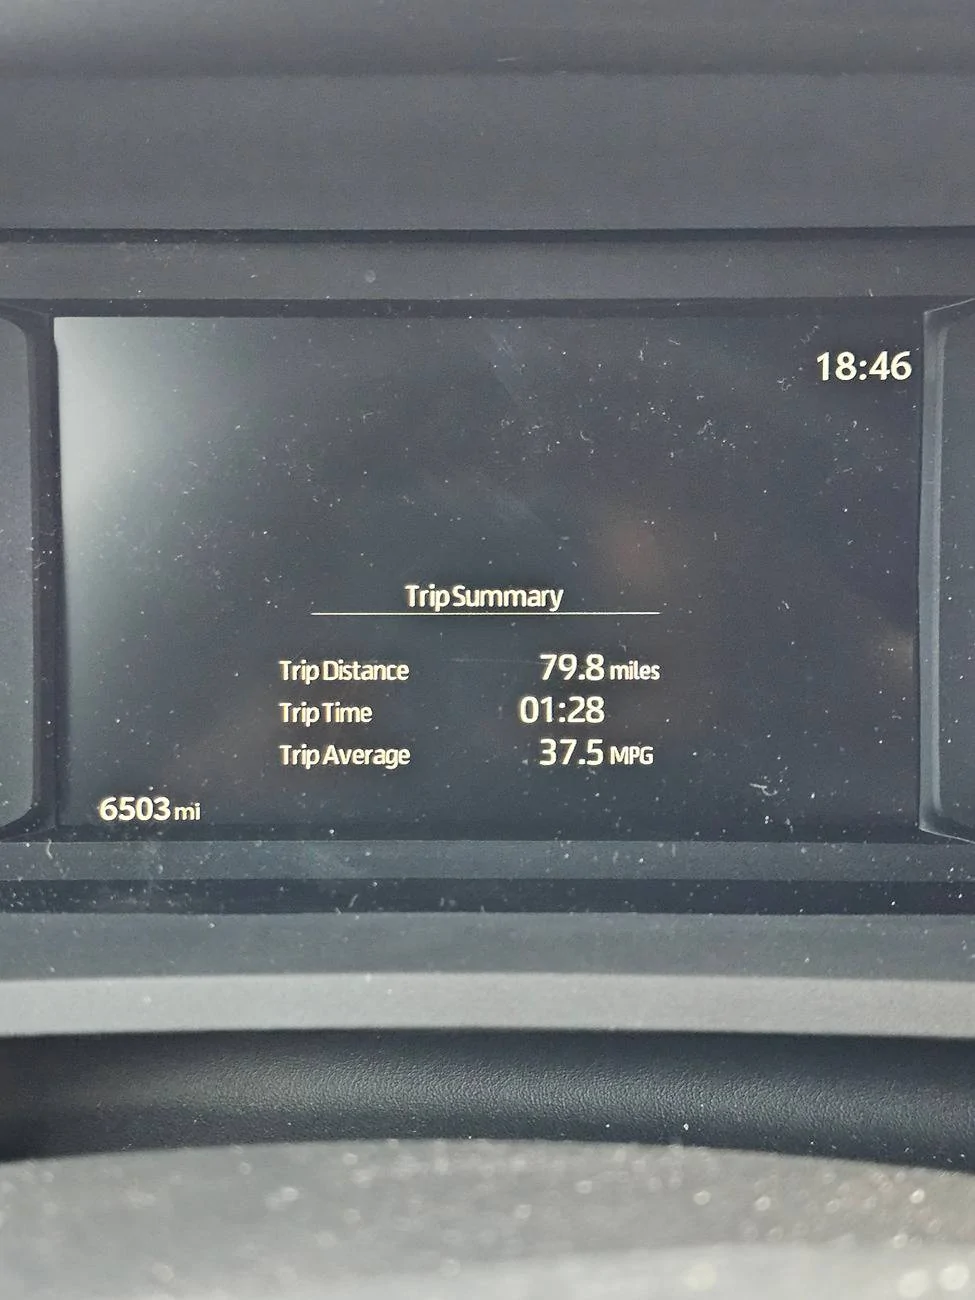 18:46
Trip Summary
Trip Distance 79.8 miles
Trip Time 01:28
Trip Average 37.5 MPG
6503 mi